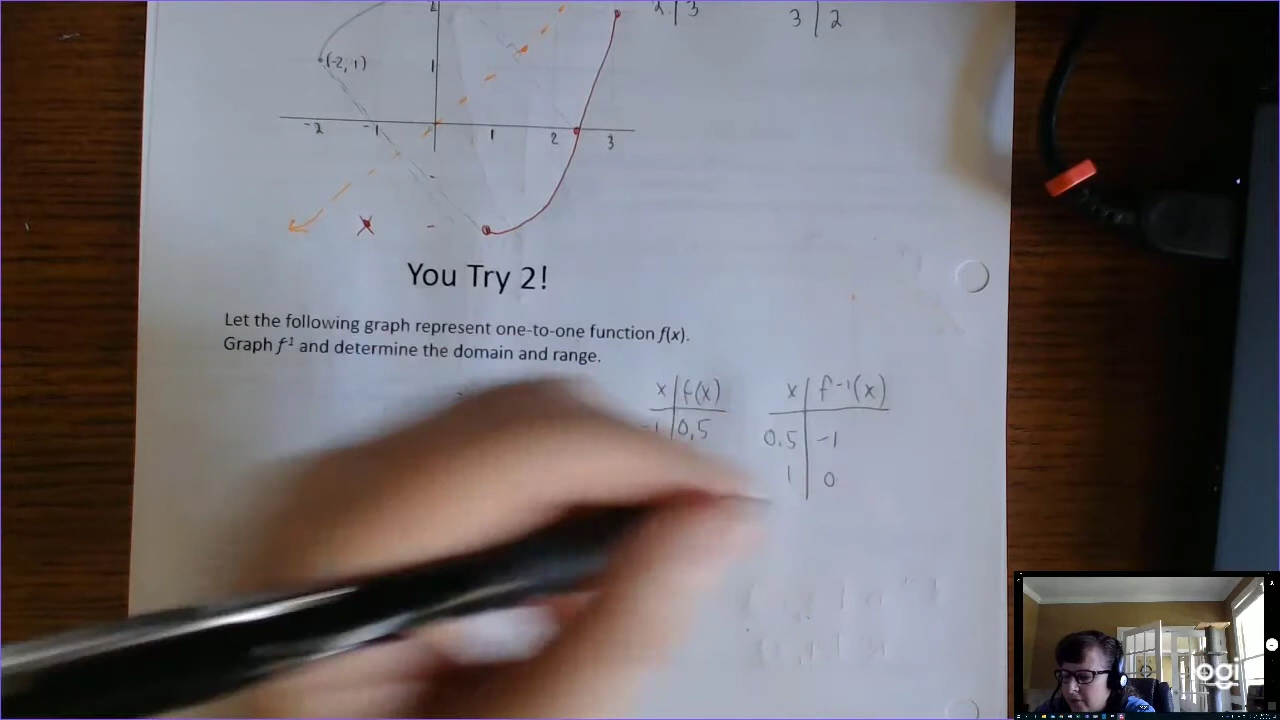 2
2 | 3
3 | 2
(-2, 1)
1
-2 -1 1 2 3
You Try 2!
Let the following graph represent one-to-one function f(x).
Graph f⁻¹ and determine the domain and range.
x | f(x)
-1 | 0.5
x | f⁻¹(x)
0.5 | -1
1 | 0
logi